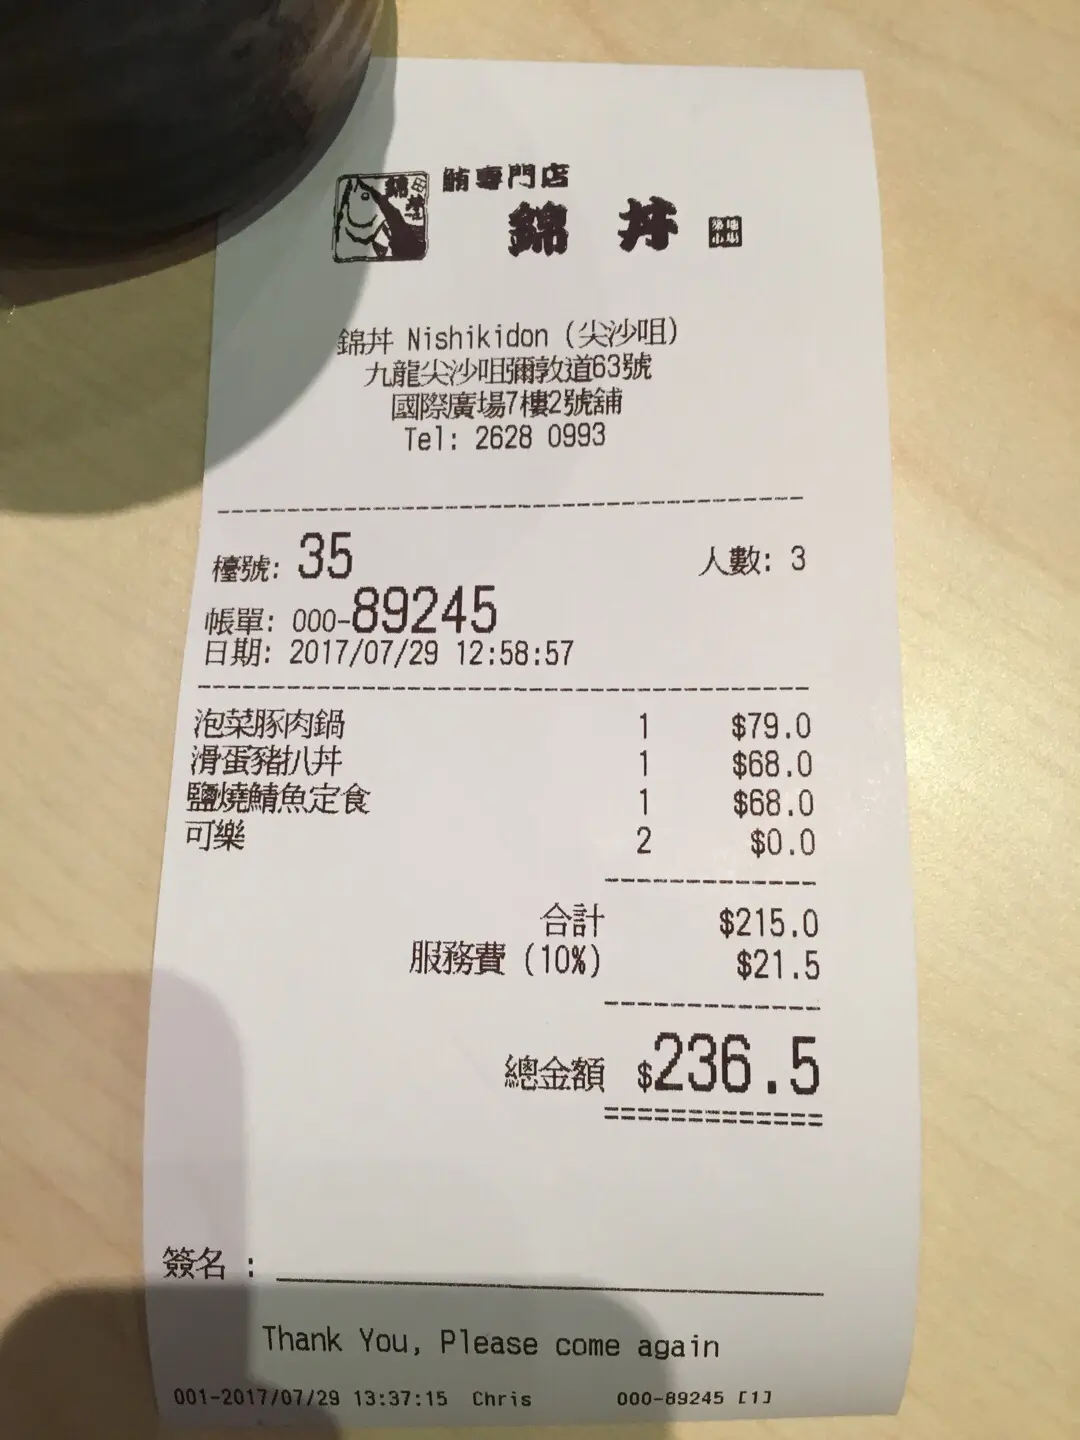 鮪專門店
錦丼 築地市場
錦丼 Nishikidon (尖沙咀)
九龍尖沙咀彌敦道63號
國際廣場7樓2號舖
Tel: 2628 0993
檯號: 35 人數: 3
帳單: 000-89245
日期: 2017/07/29 12:58:57
泡菜豚肉鍋 1 $79.0
滑蛋豬扒丼 1 $68.0
鹽燒鯖魚定食 1 $68.0
可樂 2 $0.0
合計 $215.0
服務費 (10%) $21.5
總金額 $236.5
簽名 :
Thank You, Please come again
001-2017/07/29 13:37:15 Chris 000-89245 [1]